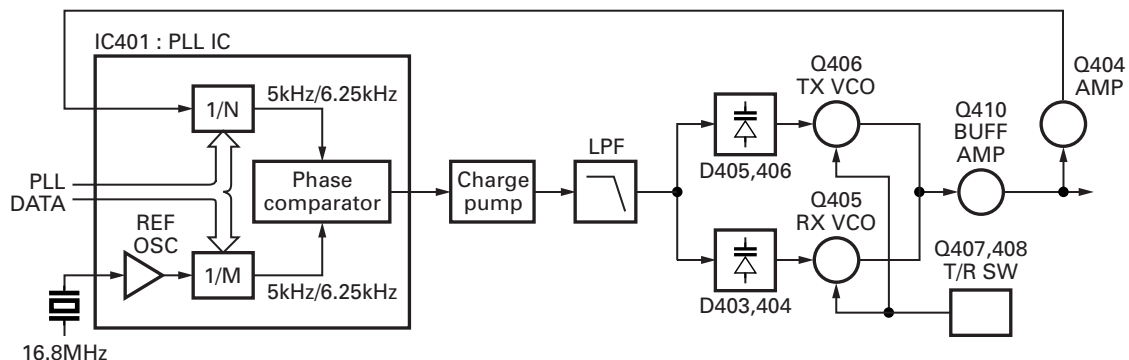 IC401 : PLL IC
1/N
5kHz/6.25kHz
PLL
DATA
REF
OSC
1/M
5kHz/6.25kHz
16.8MHz
Phase
comparator
Charge
pump
LPF
D405,406
D403,404
Q406
TX VCO
Q405
RX VCO
Q410
BUFF
AMP
Q404
AMP
Q407,408
T/R SW